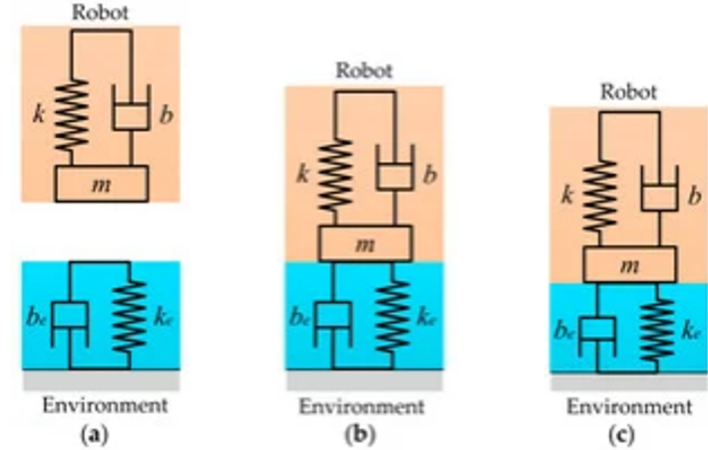 Robot
k
b
m
bₑ
kₑ
Environment
(a)
Robot
k
b
m
bₑ
kₑ
Environment
(b)
Robot
k
b
m
bₑ
kₑ
Environment
(c)